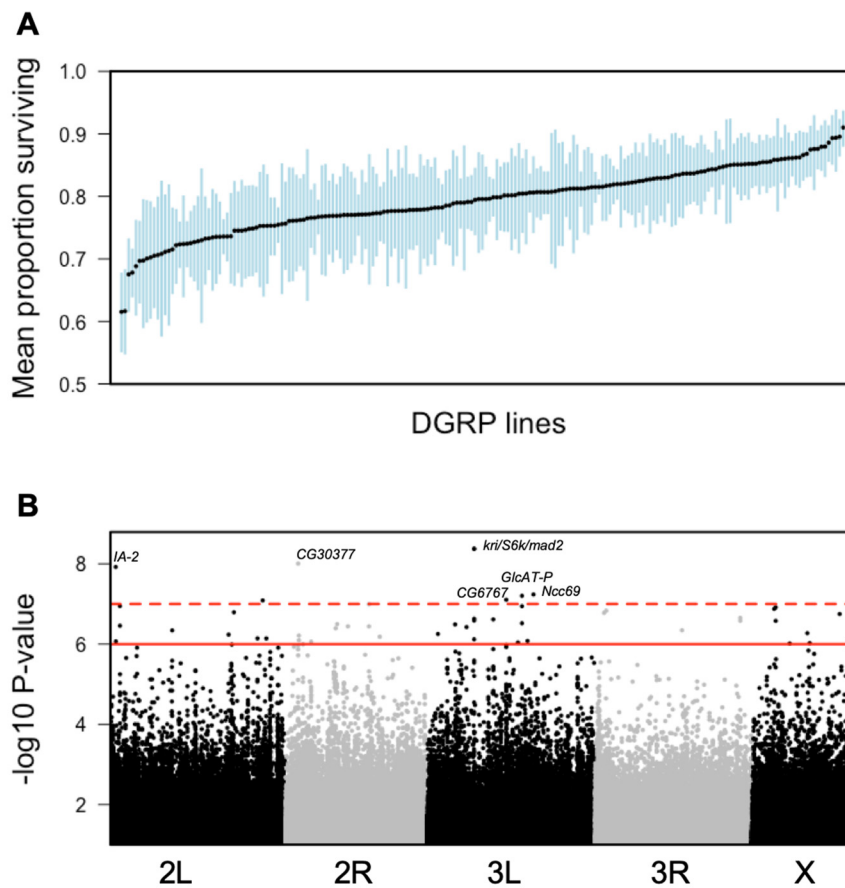 A
Mean proportion surviving
1.0
0.9
0.8
0.7
0.6
0.5
DGRP lines
B
-log10 P-value
8
6
4
2
IA-2
CG30377
kri/S6k/mad2
GlcAT-P
CG6767
Ncc69
2L
2R
3L
3R
X